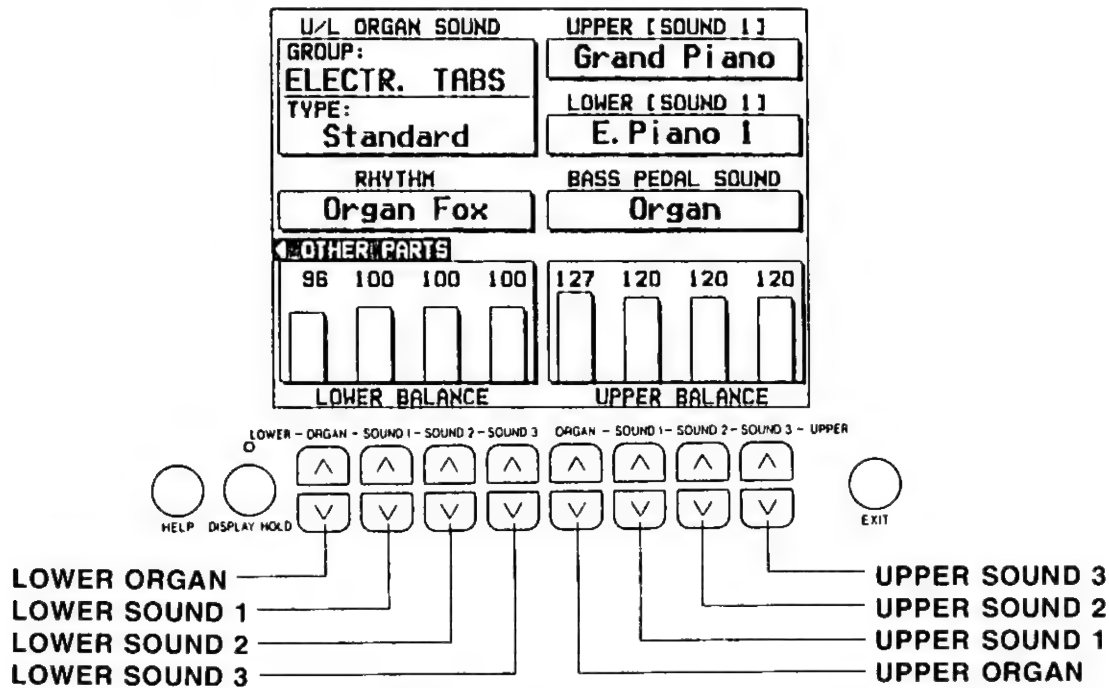 U/L ORGAN SOUND
GROUP:
ELECTR. TABS
TYPE:
Standard
UPPER [SOUND 1]
Grand Piano
LOWER [SOUND 1]
E.Piano 1
RHYTHM
Organ Fox
BASS PEDAL SOUND
Organ
OTHER PARTS
96 100 100 100
127 120 120 120
LOWER BALANCE
UPPER BALANCE
LOWER - ORGAN - SOUND 1 - SOUND 2 - SOUND 3 ORGAN - SOUND 1 - SOUND 2 - SOUND 3 - UPPER
HELP
DISPLAY HOLD
EXIT
LOWER ORGAN
LOWER SOUND 1
LOWER SOUND 2
LOWER SOUND 3
UPPER SOUND 3
UPPER SOUND 2
UPPER SOUND 1
UPPER ORGAN